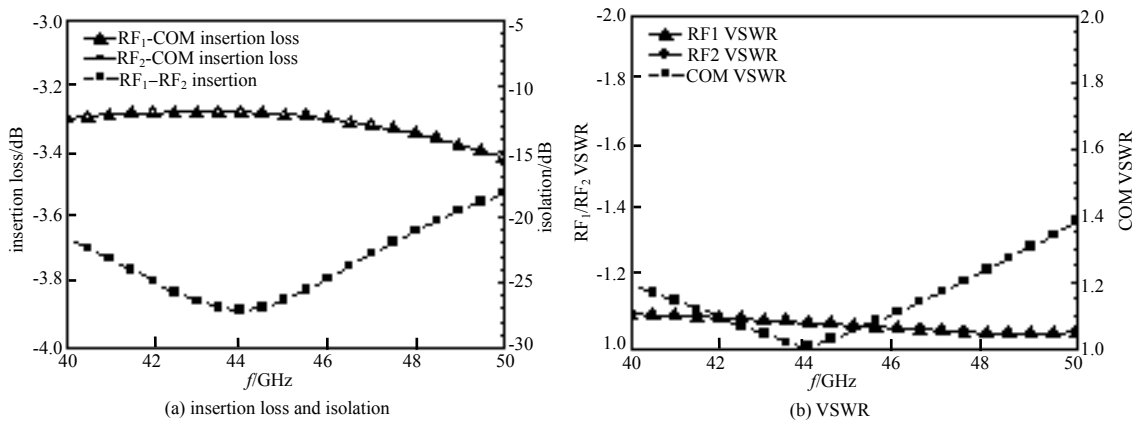 -3.0
-3.2
-3.4
-3.6
-3.8
-4.0
insertion loss/dB
RF₁-COM insertion loss
RF₂-COM insertion loss
RF₁–RF₂ insertion
-5
-10
-15
-20
-25
-30
isolation/dB
40 42 44 46 48 50
f/GHz
(a) insertion loss and isolation
-2.0
-1.8
-1.6
-1.4
-1.2
1.0
RF₁/RF₂ VSWR
RF1 VSWR
RF2 VSWR
COM VSWR
2.0
1.8
1.6
1.4
1.2
1.0
COM VSWR
40 42 44 46 48 50
f/GHz
(b) VSWR